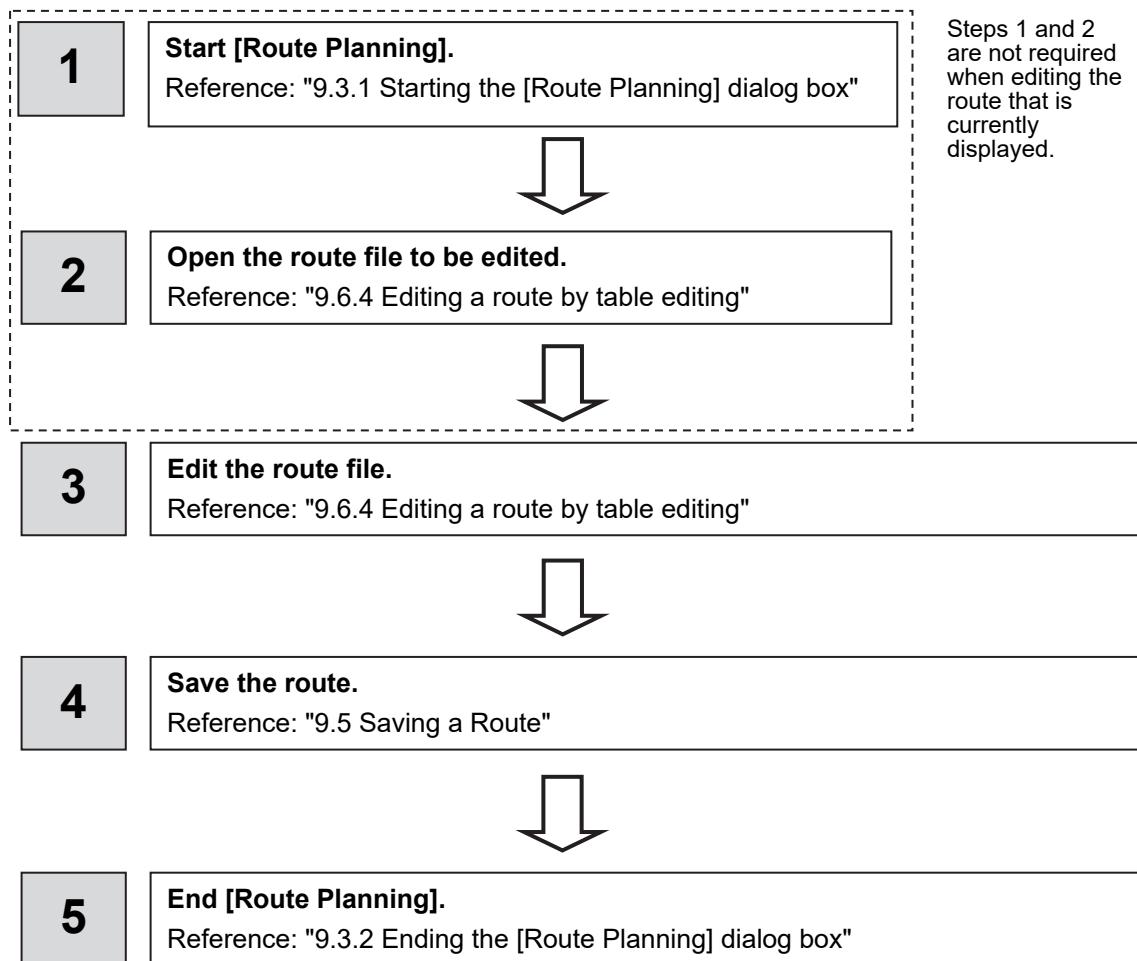 1
Start [Route Planning].
Reference: "9.3.1 Starting the [Route Planning] dialog box"
Steps 1 and 2
are not required
when editing the
route that is
currently
displayed.
2
Open the route file to be edited.
Reference: "9.6.4 Editing a route by table editing"
3
Edit the route file.
Reference: "9.6.4 Editing a route by table editing"
4
Save the route.
Reference: "9.5 Saving a Route"
5
End [Route Planning].
Reference: "9.3.2 Ending the [Route Planning] dialog box"